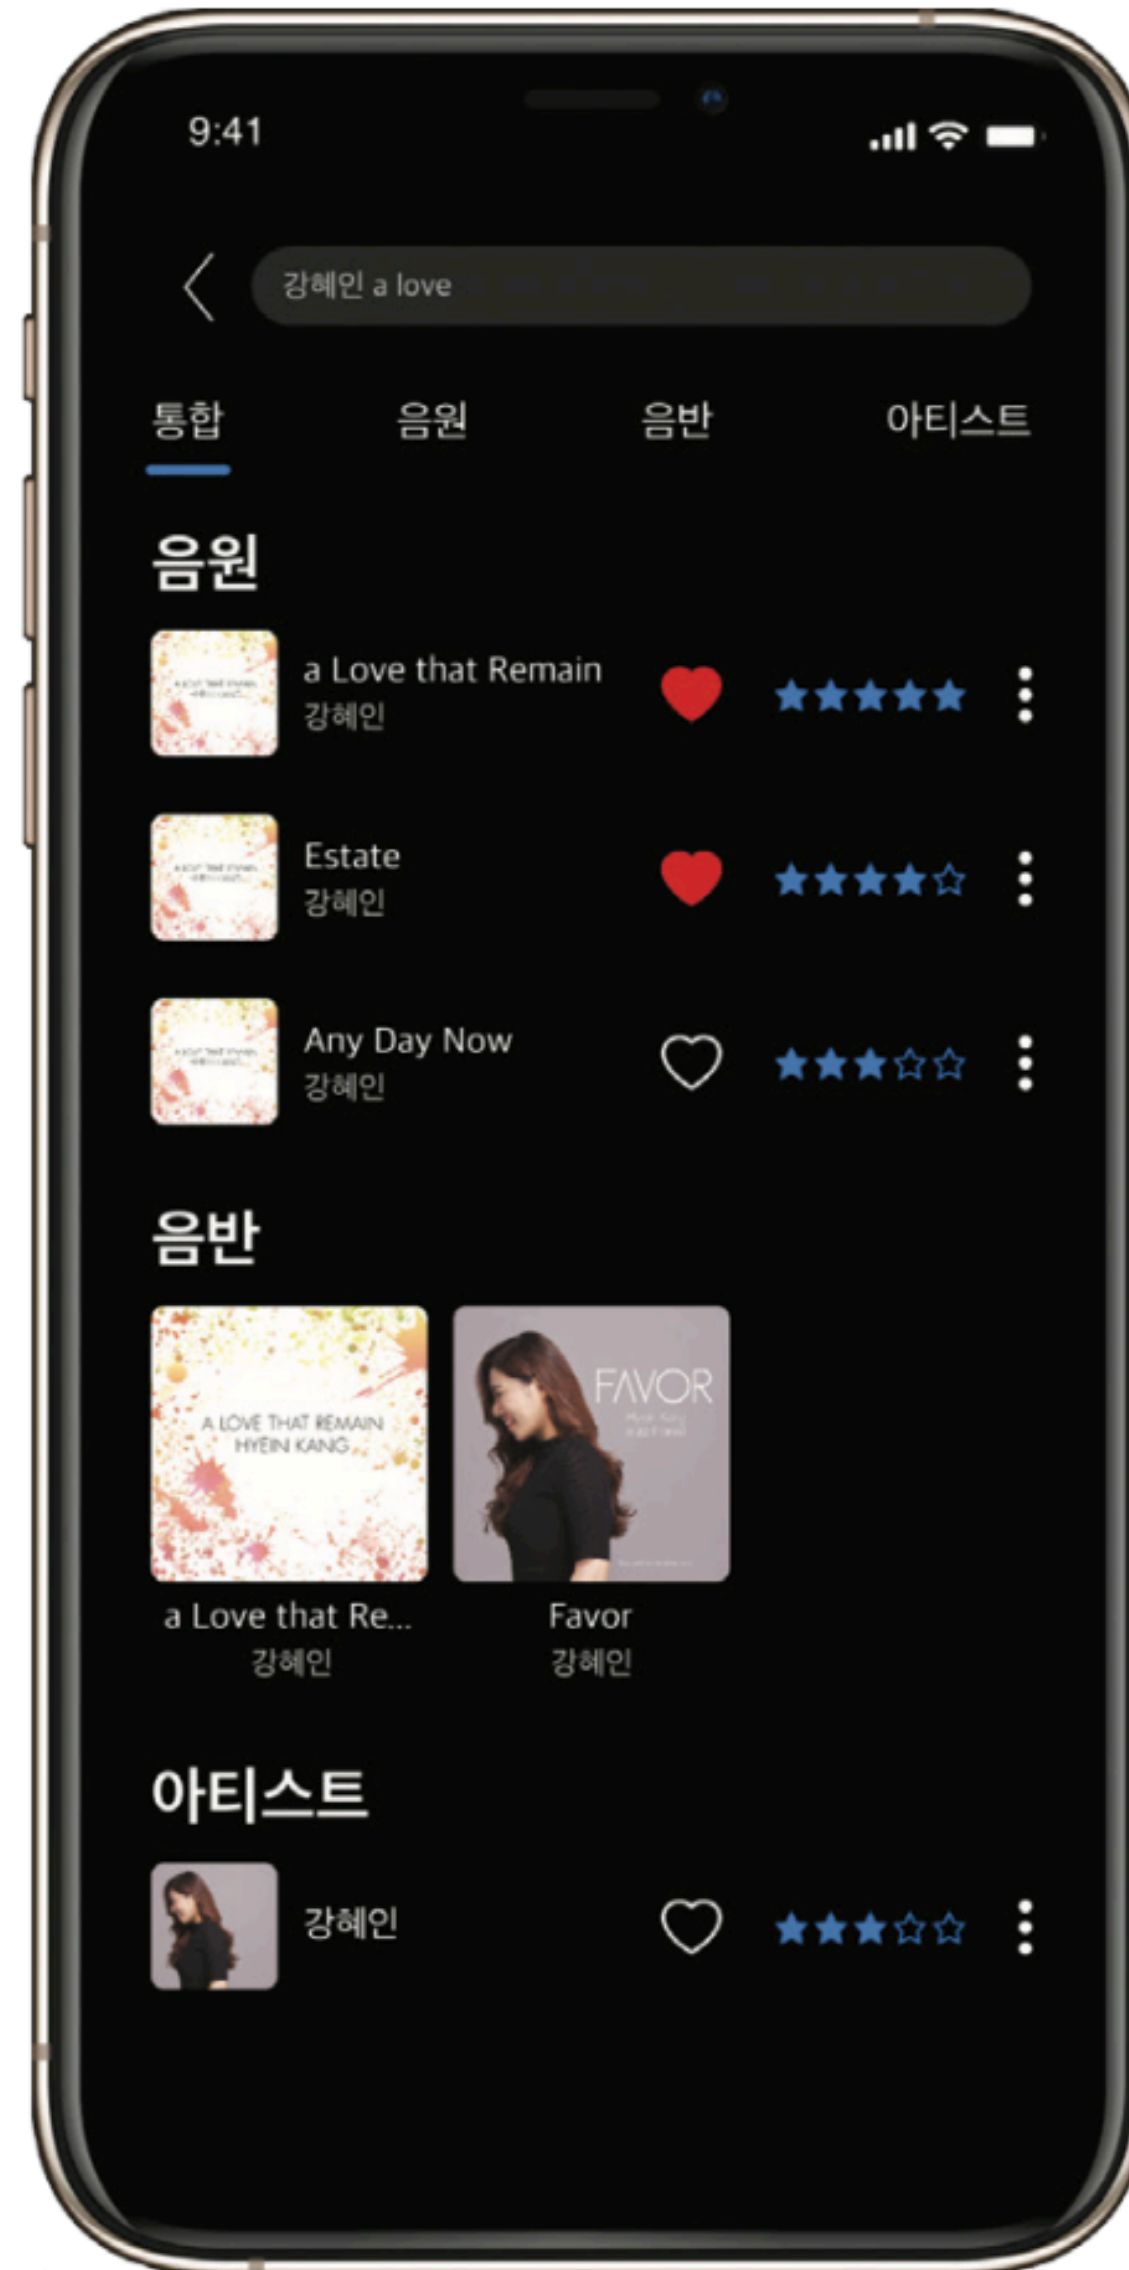 9:41
강혜인 a love
통합 음원 음반 아티스트
음원
a Love that Remain
강혜인
Estate
강혜인
Any Day Now
강혜인
음반
A LOVE THAT REMAIN
HYEIN KANG
FAVOR
a Love that Re...
강혜인
Favor
강혜인
아티스트
강혜인